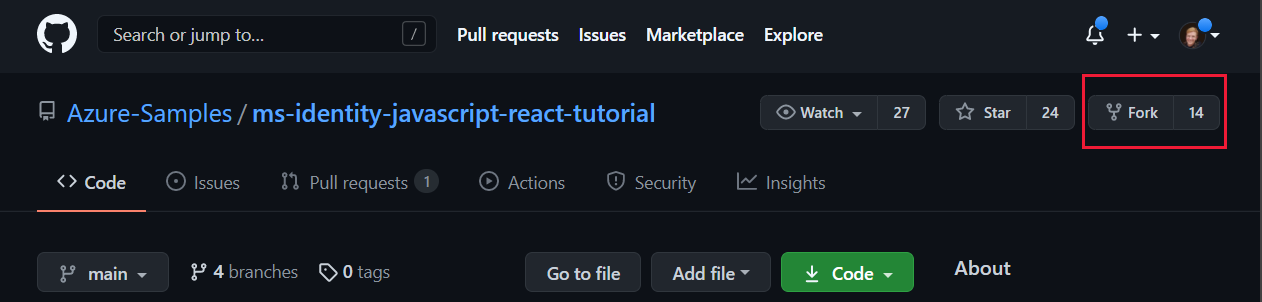 Search or jump to... / Pull requests Issues Marketplace Explore
Azure-Samples / ms-identity-javascript-react-tutorial Watch 27 Star 24 Fork 14
Code Issues Pull requests 1 Actions Security Insights
main 4 branches 0 tags Go to file Add file Code About